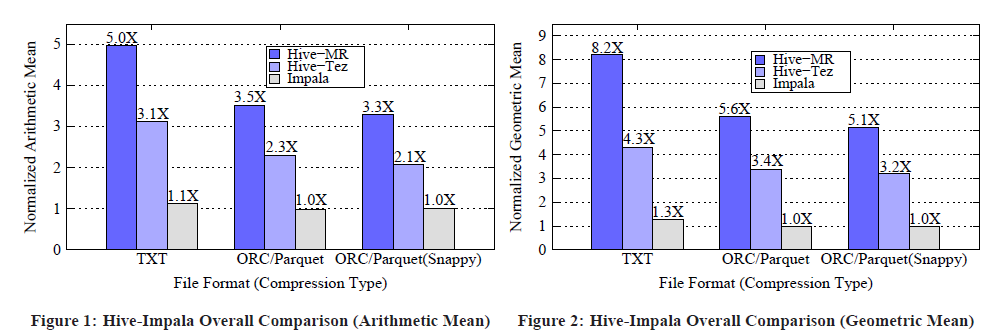 Normalized Arithmetic Mean
5
4
3
2
1
0
5.0X
3.1X
1.1X
3.5X
2.3X
1.0X
3.3X
2.1X
1.0X
Hive−MR
Hive−Tez
Impala
TXT
ORC/Parquet
ORC/Parquet(Snappy)
File Format (Compression Type)
Figure 1: Hive-Impala Overall Comparison (Arithmetic Mean)
Normalized Geometric Mean
9
8
7
6
5
4
3
2
1
0
8.2X
4.3X
1.3X
5.6X
3.4X
1.0X
5.1X
3.2X
1.0X
Hive−MR
Hive−Tez
Impala
TXT
ORC/Parquet
ORC/Parquet(Snappy)
File Format (Compression Type)
Figure 2: Hive-Impala Overall Comparison (Geometric Mean)